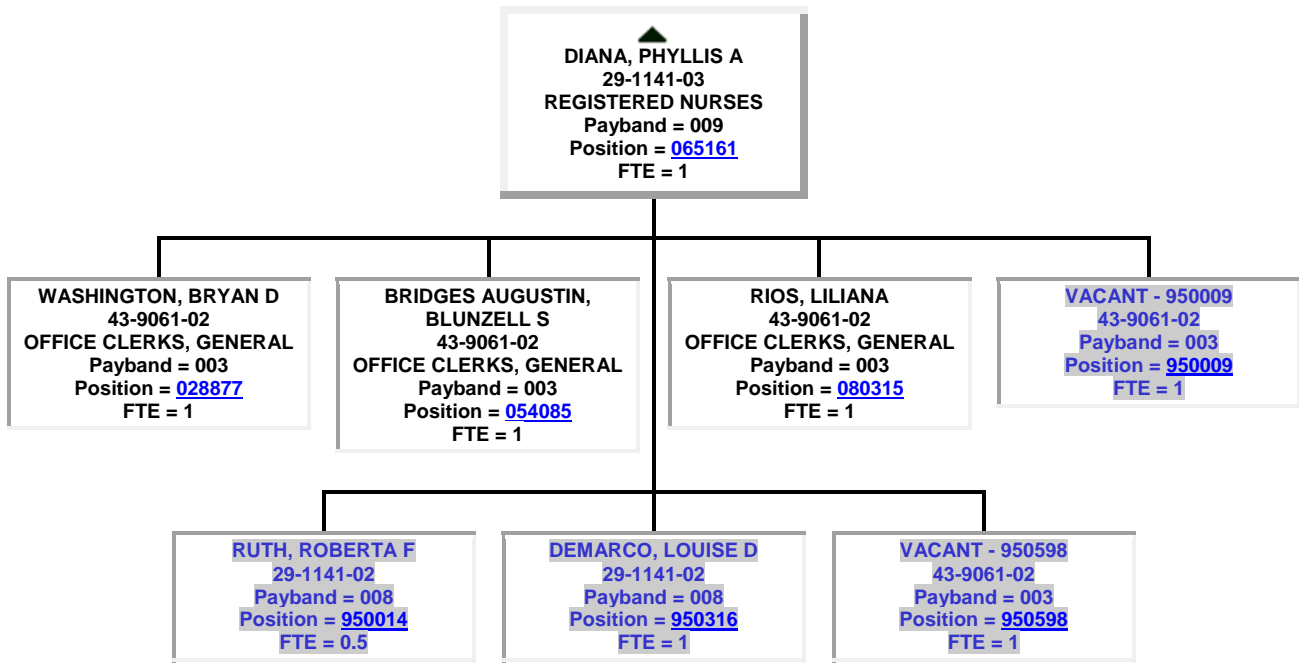 DIANA, PHYLLIS A
29-1141-03
REGISTERED NURSES
Payband = 009
Position = 065161
FTE = 1
WASHINGTON, BRYAN D
43-9061-02
OFFICE CLERKS, GENERAL
Payband = 003
Position = 028877
FTE = 1
BRIDGES AUGUSTIN,
BLUNZELL S
43-9061-02
OFFICE CLERKS, GENERAL
Payband = 003
Position = 054085
FTE = 1
RIOS, LILIANA
43-9061-02
OFFICE CLERKS, GENERAL
Payband = 003
Position = 080315
FTE = 1
VACANT - 950009
43-9061-02
Payband = 003
Position = 950009
FTE = 1
RUTH, ROBERTA F
29-1141-02
Payband = 008
Position = 950014
FTE = 0.5
DEMARCO, LOUISE D
29-1141-02
Payband = 008
Position = 950316
FTE = 1
VACANT - 950598
43-9061-02
Payband = 003
Position = 950598
FTE = 1